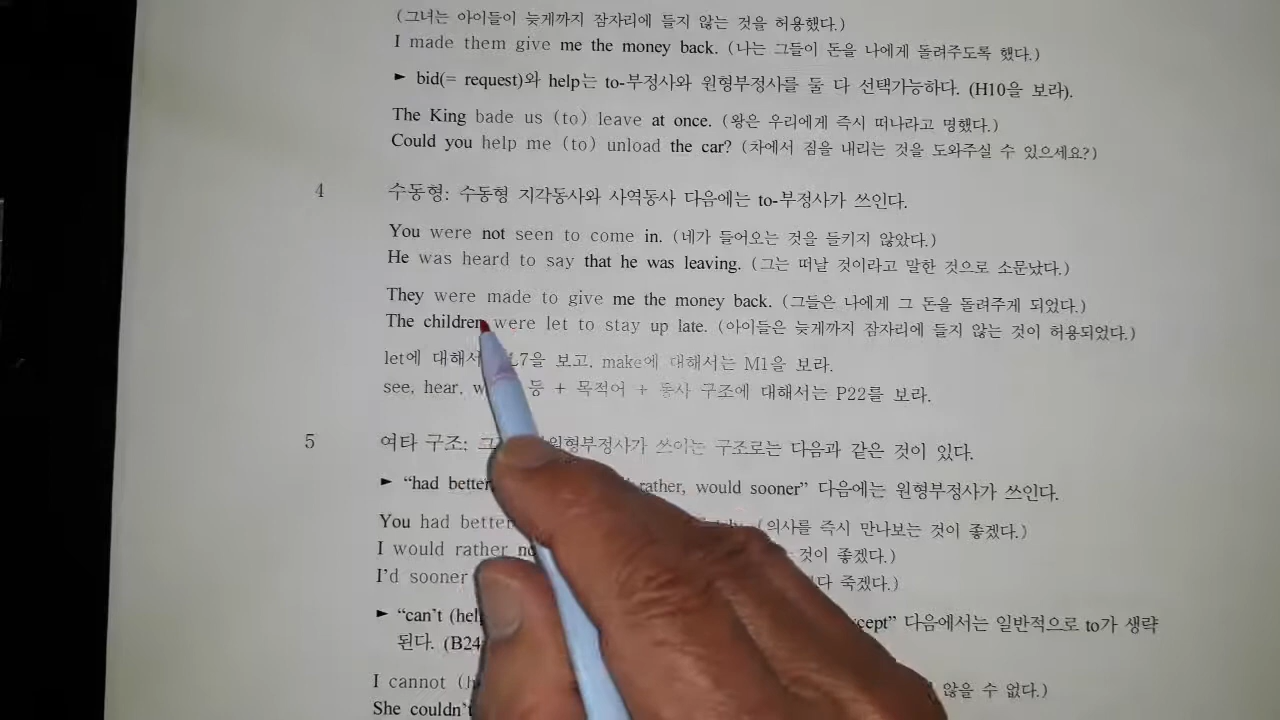 (그녀는 아이들이 늦게까지 잠자리에 들지 않는 것을 허용했다.)
I made them give me the money back. (나는 그들이 돈을 나에게 돌려주도록 했다.)
► bid(= request)와 help는 to-부정사와 원형부정사를 둘 다 선택가능하다. (H10을 보라).
The King bade us (to) leave at once. (왕은 우리에게 즉시 떠나라고 명했다.)
Could you help me (to) unload the car? (차에서 짐을 내리는 것을 도와주실 수 있으세요?)
4 수동형: 수동형 지각동사와 사역동사 다음에는 to-부정사가 쓰인다.
You were not seen to come in. (네가 들어오는 것을 들키지 않았다.)
He was heard to say that he was leaving. (그는 떠날 것이라고 말한 것으로 소문났다.)
They were made to give me the money back. (그들은 나에게 그 돈을 돌려주게 되었다.)
The children were let to stay up late. (아이들은 늦게까지 잠자리에 들지 않는 것이 허용되었다.)
let에 대해서 L7을 보고, make에 대해서는 M1을 보라.
see, hear, 등 + 목적어 + 동사 구조에 대해서는 P22를 보라.
5 여타 구조: 원형부정사가 쓰이는 구조로는 다음과 같은 것이 있다.
► “had better, rather, would sooner” 다음에는 원형부정사가 쓰인다.
You had better (의사를 즉시 만나보는 것이 좋겠다.)
I would rather 것이 좋겠다.)
I’d sooner 죽겠다.)
► “can’t (help) except” 다음에서는 일반적으로 to가 생략
된다. (B24
I cannot 않을 수 없다.)
She couldn’t